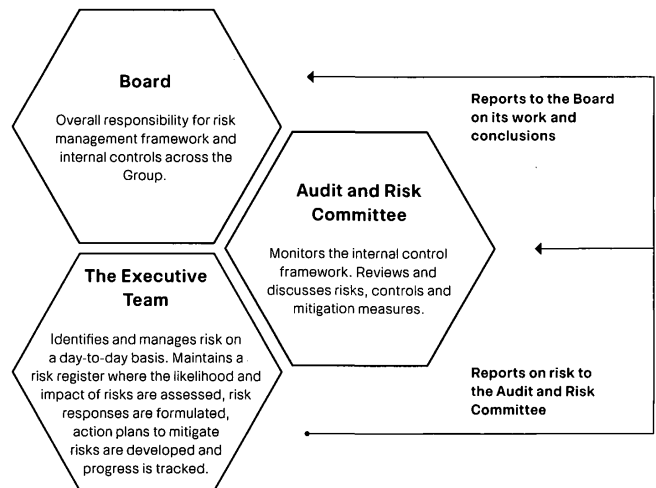 Board
Overall responsibility for risk
management framework and
internal controls across the
Group.
Reports to the Board
on its work and
conclusions
Audit and Risk
Committee
Monitors the internal control
framework. Reviews and
discusses risks, controls and
mitigation measures.
The Executive
Team
Identifies and manages risk on
a day-to-day basis. Maintains a
risk register where the likelihood and
impact of risks are assessed, risk
responses are formulated,
action plans to mitigate
risks are developed and
progress is tracked.
Reports on risk to
the Audit and Risk
Committee